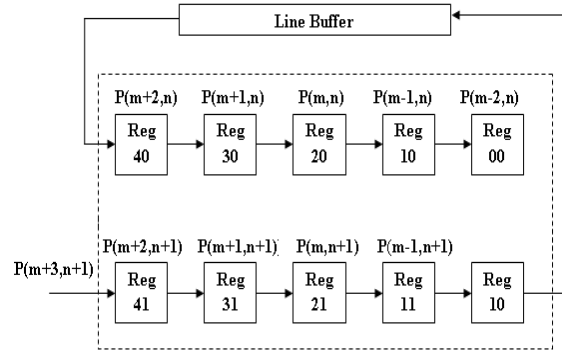 Line Buffer
P(m+2,n) P(m+1,n) P(m,n) P(m-1,n) P(m-2,n)
Reg Reg Reg Reg Reg
40 30 20 10 00
P(m+2,n+1) P(m+1,n+1) P(m,n+1) P(m-1,n+1)
P(m+3,n+1)
Reg Reg Reg Reg Reg
41 31 21 11 10